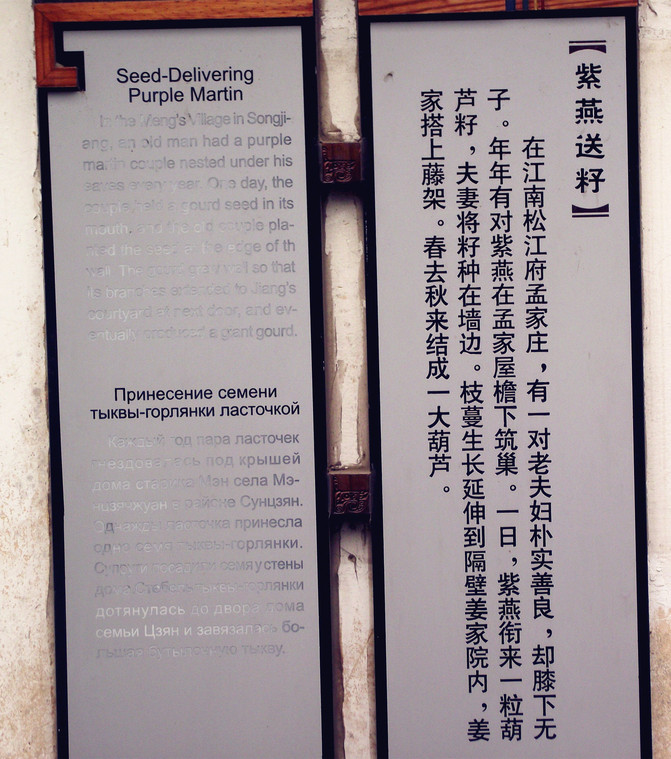 Seed-Delivering
Purple Martin
In the Meng's Village in Songji-
ang, an old man had a purple
martin couple nested under his
eaves every year. One day, the
couple held a gourd seed in its
mouth, and the old couple pla-
nted the seed at the edge of th
wall. The gourd grew well so that
its branches extended to Jiang's
courtyard at next door, and ev-
entually produced a giant gourd.
Принесение семени
тыквы-горлянки ласточкой
Каждый год пара ласточек
гнездовалась под крышей
дома старика Мэн села Мэ-
нцзячжуан в районе Сунцзян.
Однажды ласточка принесла
одно семя тыквы-горлянки.
Супруги посадили семя у стены
дома. Стебель тыквы-горлянки
дотянулась до двора дома
семьи Цзян и завязалась бо-
льшая бутылочную тыкву.
【紫燕送籽】
在江南松江府孟家庄，有一对老夫妇朴实善良，却膝下无
子。年年有对紫燕在孟家屋檐下筑巢。一日，紫燕衔来一粒葫
芦籽，夫妻将籽种在墙边。枝蔓生长延伸到隔壁姜家院内，姜
家搭上藤架。春去秋来结成一大葫芦。